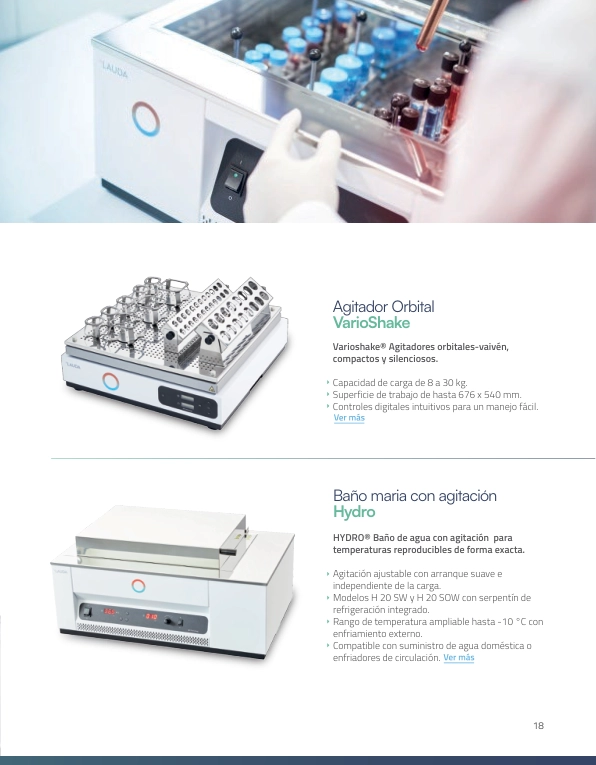 LAUDA
Agitador Orbital
VarioShake
Varioshake® Agitadores orbitales-vaivén,
compactos y silenciosos.
Capacidad de carga de 8 a 30 kg.
Superficie de trabajo de hasta 676 x 540 mm.
Controles digitales intuitivos para un manejo fácil.
Ver más
Baño maria con agitación
Hydro
HYDRO® Baño de agua con agitación para
temperaturas reproducibles de forma exacta.
Agitación ajustable con arranque suave e
independiente de la carga.
Modelos H 20 SW y H 20 SOW con serpentín de
refrigeración integrado.
Rango de temperatura ampliable hasta -10 °C con
enfriamiento externo.
Compatible con suministro de agua doméstica o
enfriadores de circulación. Ver más
18